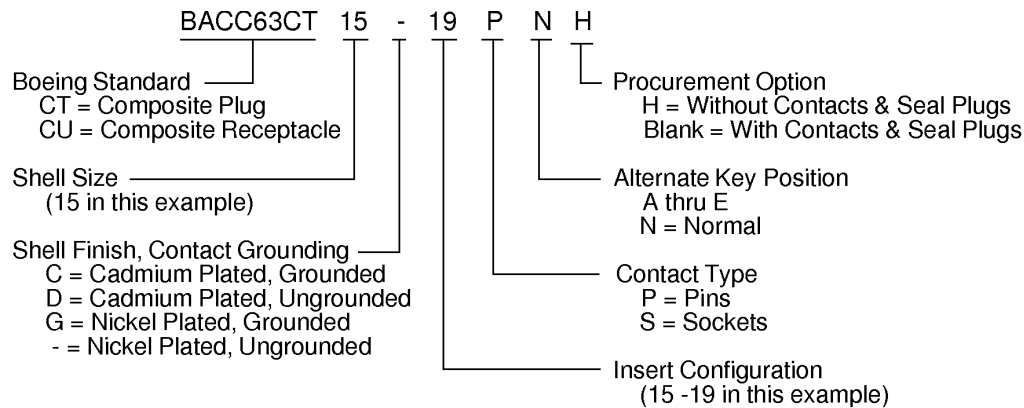 BACC63CT 15 - 19 P N H
Boeing Standard
CT = Composite Plug
CU = Composite Receptacle
Shell Size
(15 in this example)
Shell Finish, Contact Grounding
C = Cadmium Plated, Grounded
D = Cadmium Plated, Ungrounded
G = Nickel Plated, Grounded
- = Nickel Plated, Ungrounded
Procurement Option
H = Without Contacts & Seal Plugs
Blank = With Contacts & Seal Plugs
Alternate Key Position
A thru E
N = Normal
Contact Type
P = Pins
S = Sockets
Insert Configuration
(15 -19 in this example)